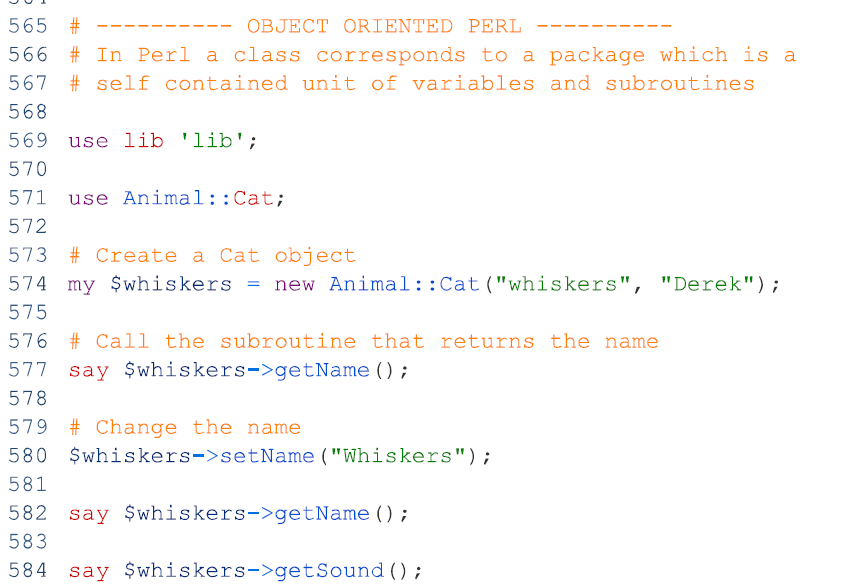 565 # ---------- OBJECT ORIENTED PERL ----------
566 # In Perl a class corresponds to a package which is a
567 # self contained unit of variables and subroutines
568
569 use lib 'lib';
570
571 use Animal::Cat;
572
573 # Create a Cat object
574 my $whiskers = new Animal::Cat("whiskers", "Derek");
575
576 # Call the subroutine that returns the name
577 say $whiskers->getName();
578
579 # Change the name
580 $whiskers->setName("Whiskers");
581
582 say $whiskers->getName();
583
584 say $whiskers->getSound();